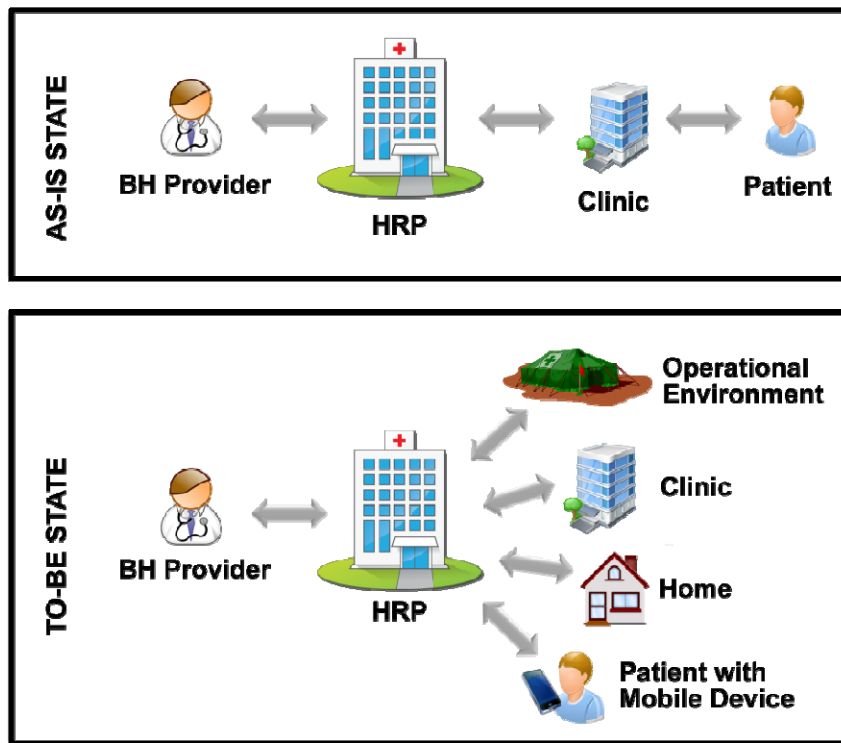 AS-IS STATE
BH Provider
HRP
Clinic
Patient
TO-BE STATE
BH Provider
HRP
Operational
Environment
Clinic
Home
Patient with
Mobile Device